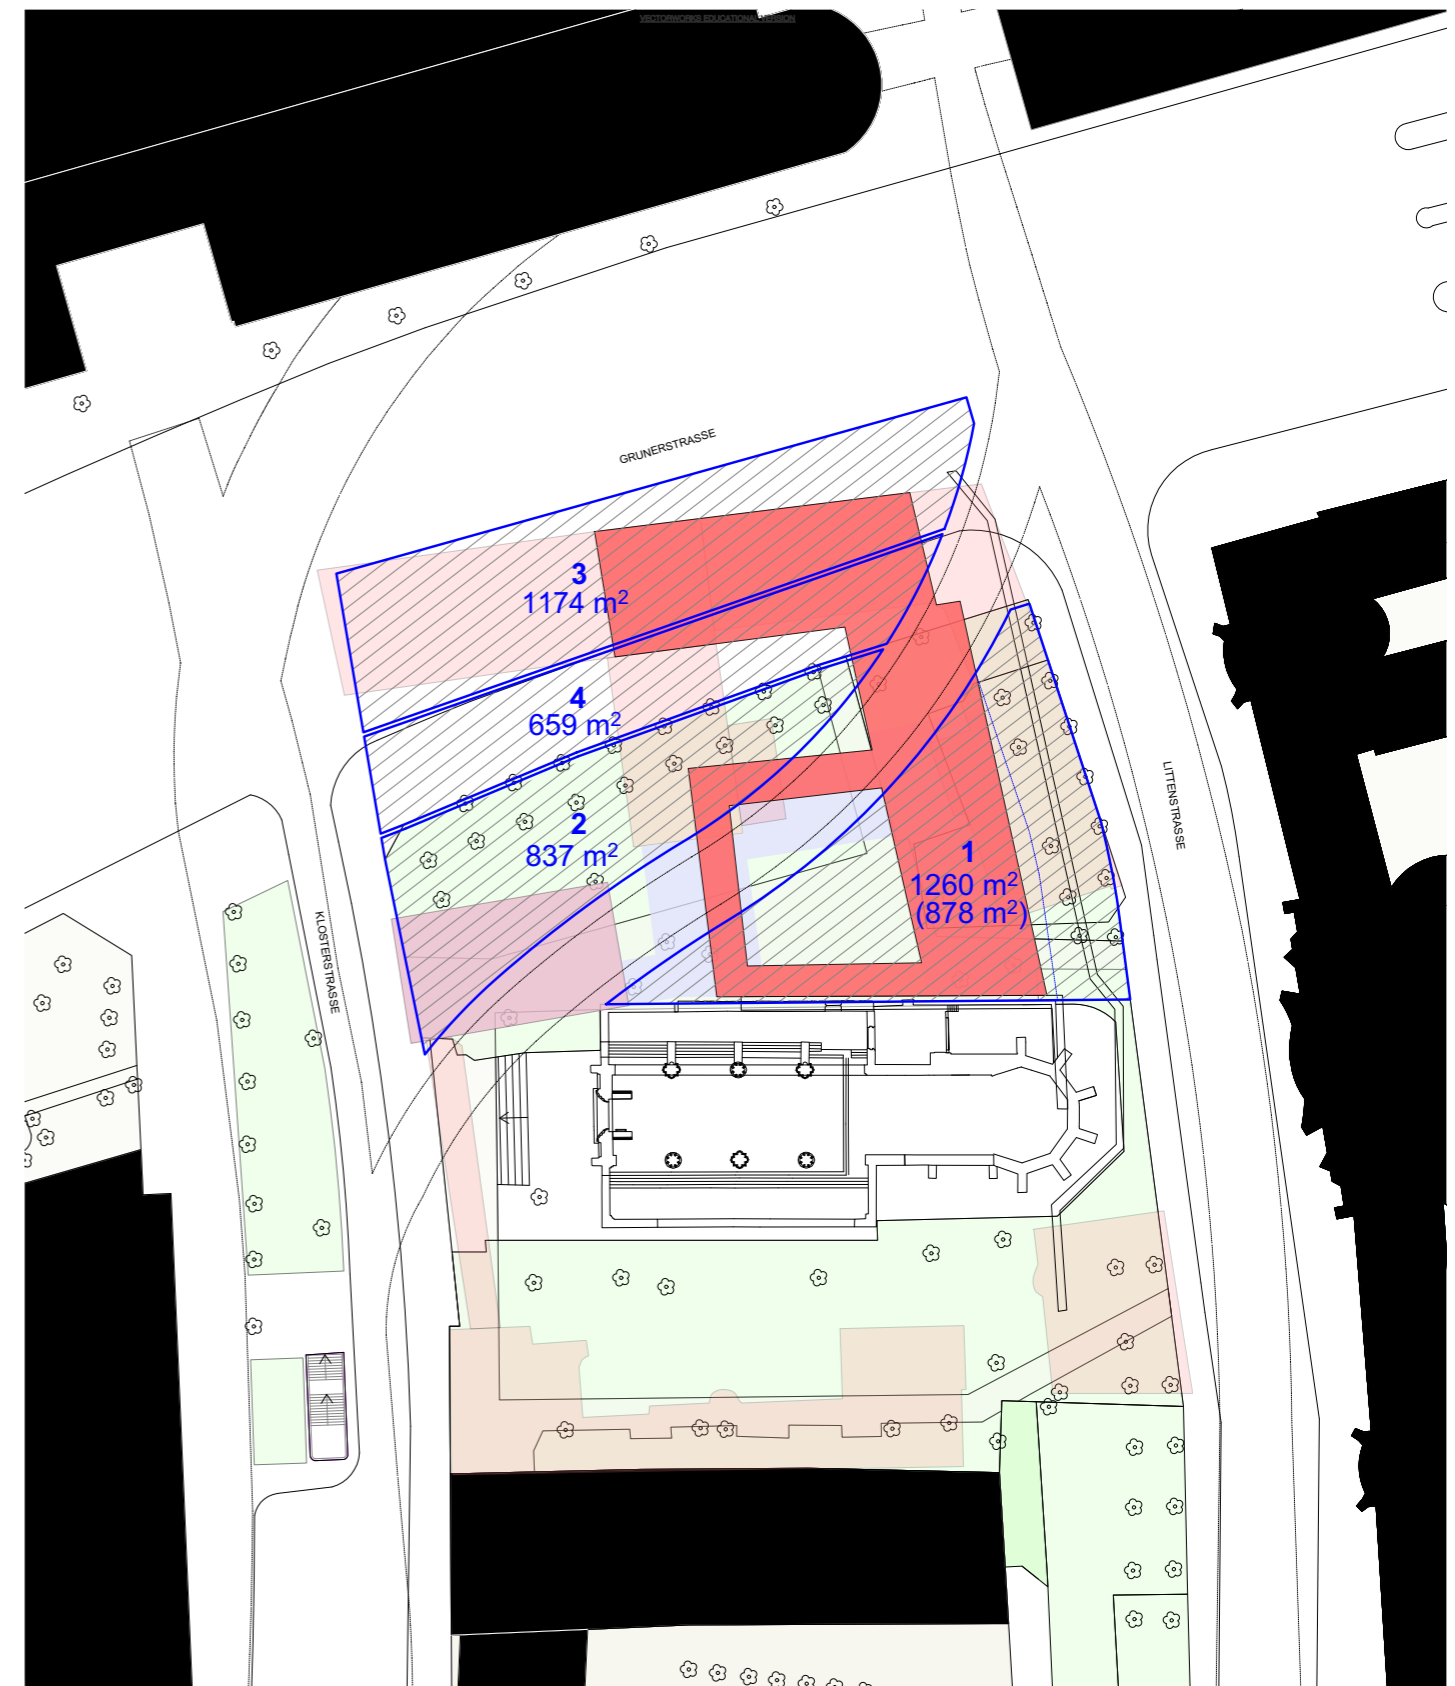 VECTORWORKS EDUCATIONAL VERSION
GRUNERSTRASSE
3
1174 m²
4
659 m²
2
837 m²
1
1260 m²
(878 m²)
LITTENSTRASSE
KLOSTERSTRASSE